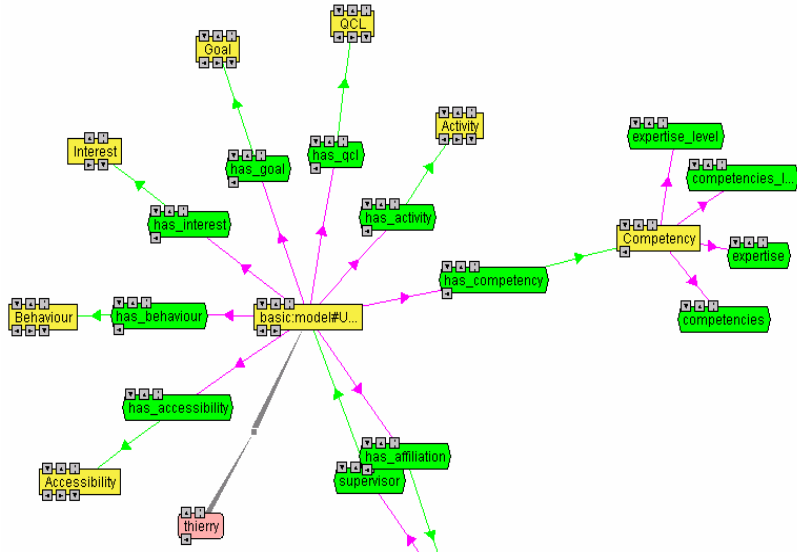 QCL
Goal
Activity
expertise_level
Interest
has_goal
has_qcl
competencies_l...
has_interest
has_activity
Competency
expertise
has_competency
Behaviour
has_behaviour
basic:model#U...
competencies
has_accessibility
has_affiliation
Accessibility
supervisor
thierry